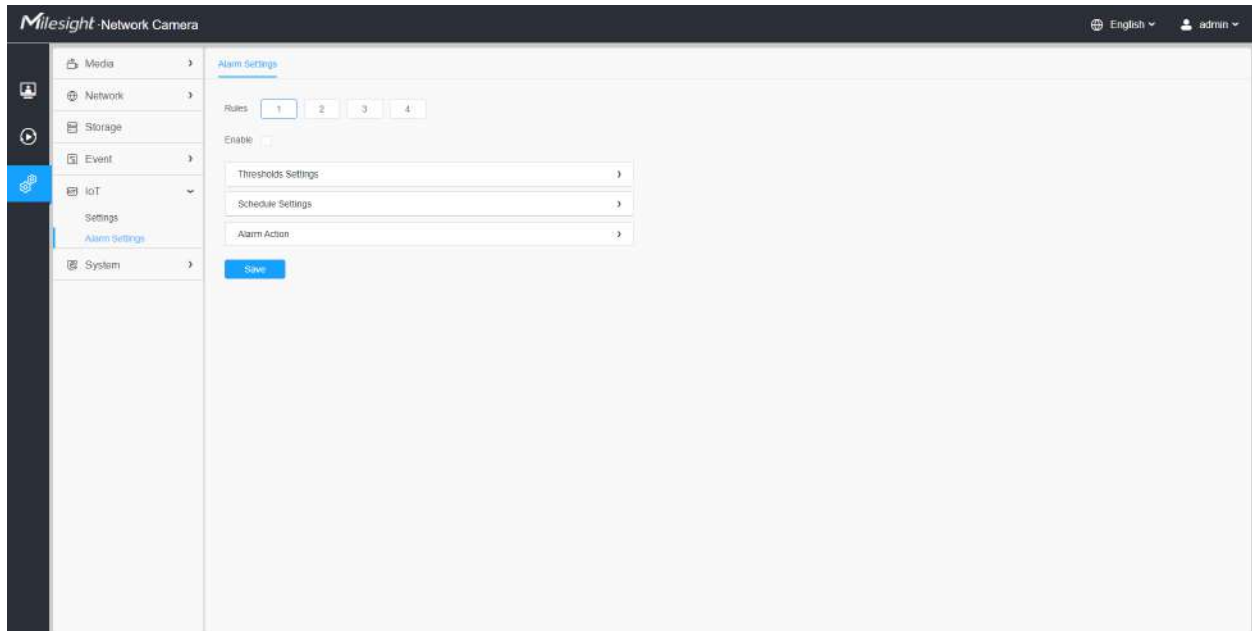 Milesight Network Camera
English
admin
Media
Network
Storage
Event
IoT
Settings
Alarm Settings
System
Alarm Settings
Rules 1 2 3 4
Enable
Thresholds Settings
Schedule Settings
Alarm Action
Save